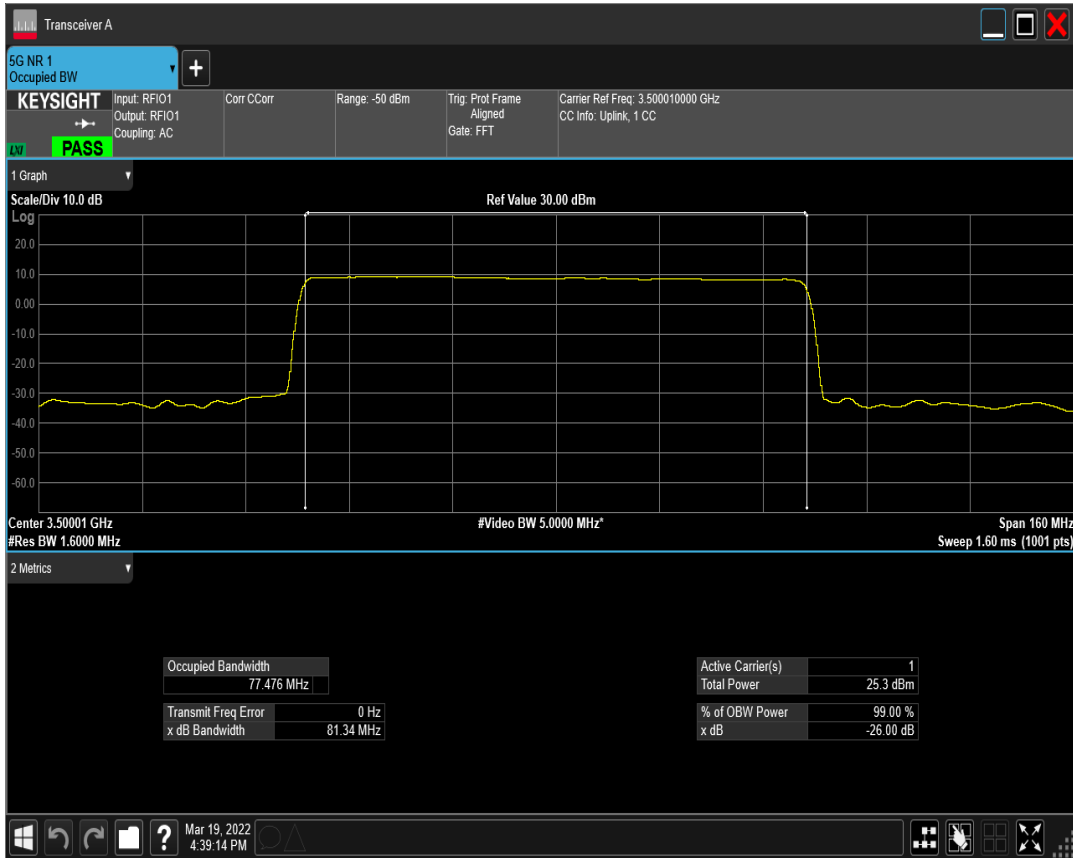 Transceiver A
5G NR 1
Occupied BW
+
KEYSIGHT
LXI
PASS
Input: RFIO1
Output: RFIO1
Coupling: AC
Corr CCorr
Range: -50 dBm
Trig: Prot Frame
Aligned
Gate: FFT
Carrier Ref Freq: 3.500010000 GHz
CC Info: Uplink, 1 CC
1 Graph
Scale/Div 10.0 dB
Ref Value 30.00 dBm
Log
20.0
10.0
0.00
-10.0
-20.0
-30.0
-40.0
-50.0
-60.0
Center 3.50001 GHz
#Video BW 5.0000 MHz*
Span 160 MHz
#Res BW 1.6000 MHz
Sweep 1.60 ms (1001 pts)
2 Metrics
Occupied Bandwidth
77.476 MHz
Transmit Freq Error 0 Hz
x dB Bandwidth 81.34 MHz
Active Carrier(s) 1
Total Power 25.3 dBm
% of OBW Power 99.00 %
x dB -26.00 dB
?
Mar 19, 2022
4:39:14 PM